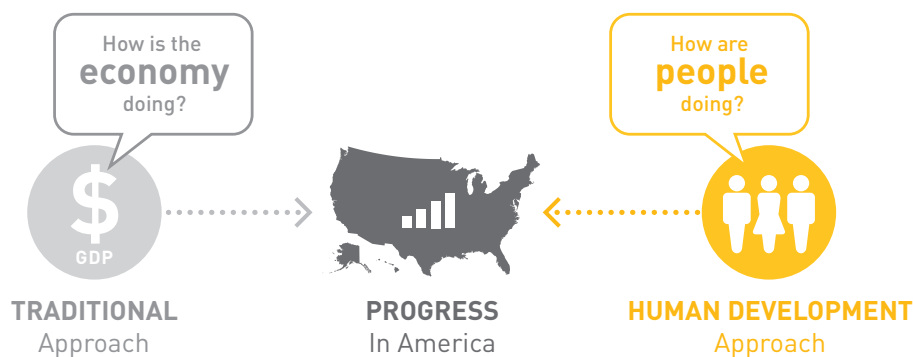 How is the
economy
doing?
$
GDP
TRADITIONAL
Approach
PROGRESS
In America
How are
people
doing?
HUMAN DEVELOPMENT
Approach